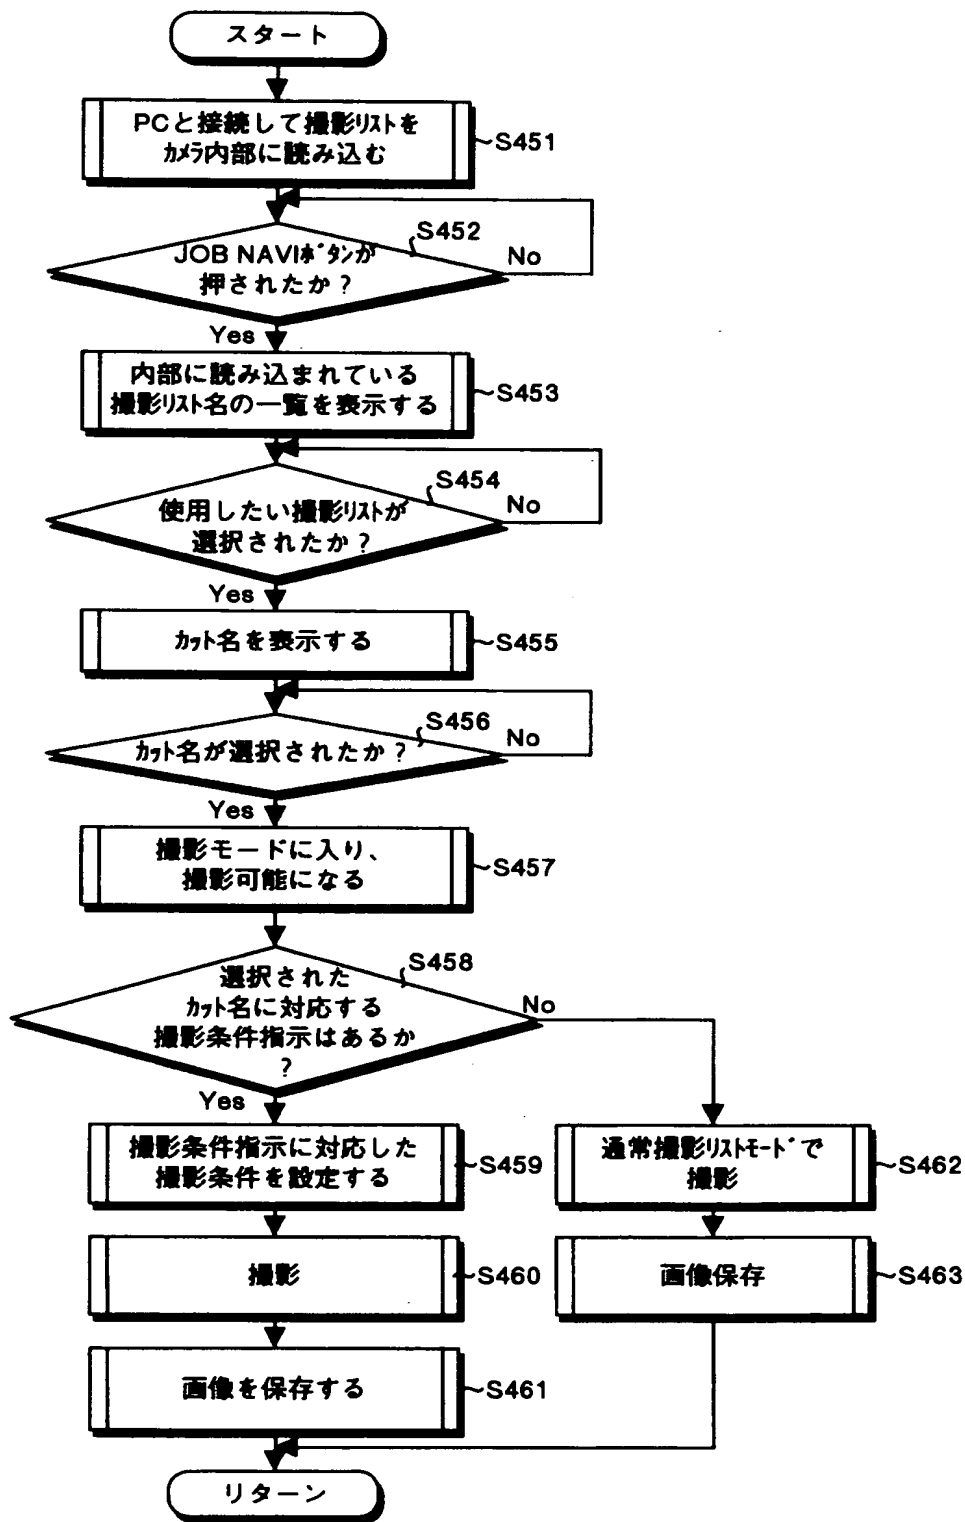 スタート
PCと接続して撮影リストを
カメラ内部に読み込む
S451
S452
JOB NAVIボタンが
押されたか?
No
Yes
内部に読み込まれている
撮影リスト名の一覧を表示する
S453
S454
使用したい撮影リストが
選択されたか?
No
Yes
カット名を表示する
S455
S456
カット名が選択されたか?
No
Yes
撮影モードに入り、
撮影可能になる
S457
S458
選択された
カット名に対応する
撮影条件指示はあるか
?
No
Yes
撮影条件指示に対応した
撮影条件を設定する
S459
通常撮影リストモードで
撮影
S462
撮影
S460
画像保存
S463
画像を保存する
S461
リターン